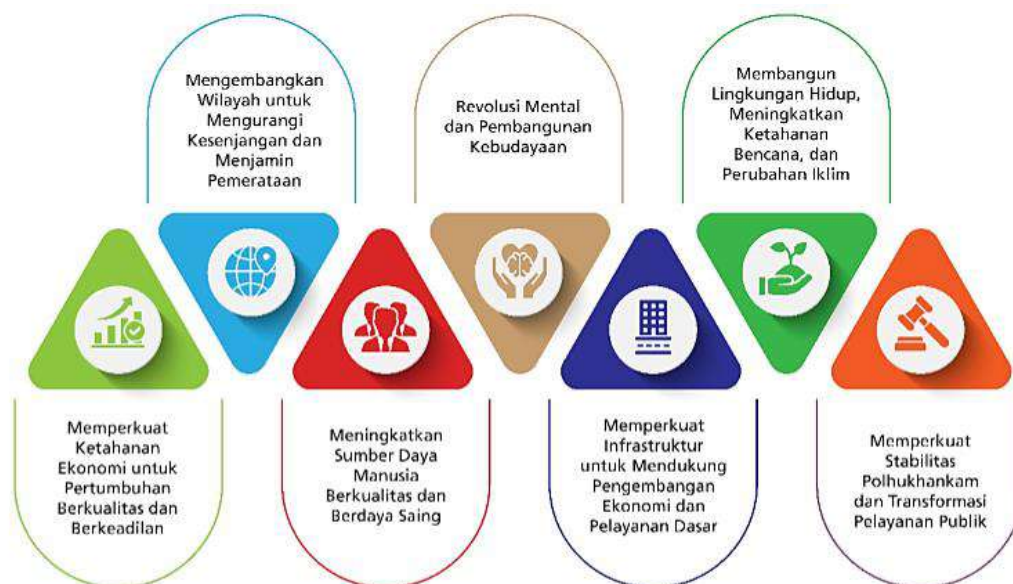 Memperkuat
Ketahanan
Ekonomi untuk
Pertumbuhan
Berkualitas dan
Berkeadilan
Mengembangkan
Wilayah untuk
Mengurangi
Kesenjangan dan
Menjamin
Pemerataan
Meningkatkan
Sumber Daya
Manusia
Berkualitas dan
Berdaya Saing
Revolusi Mental
dan Pembangunan
Kebudayaan
Memperkuat
Infrastruktur
untuk Mendukung
Pengembangan
Ekonomi dan
Pelayanan Dasar
Membangun
Lingkungan Hidup,
Meningkatkan
Ketahanan
Bencana, dan
Perubahan Iklim
Memperkuat
Stabilitas
Polhukhankam
dan Transformasi
Pelayanan Publik